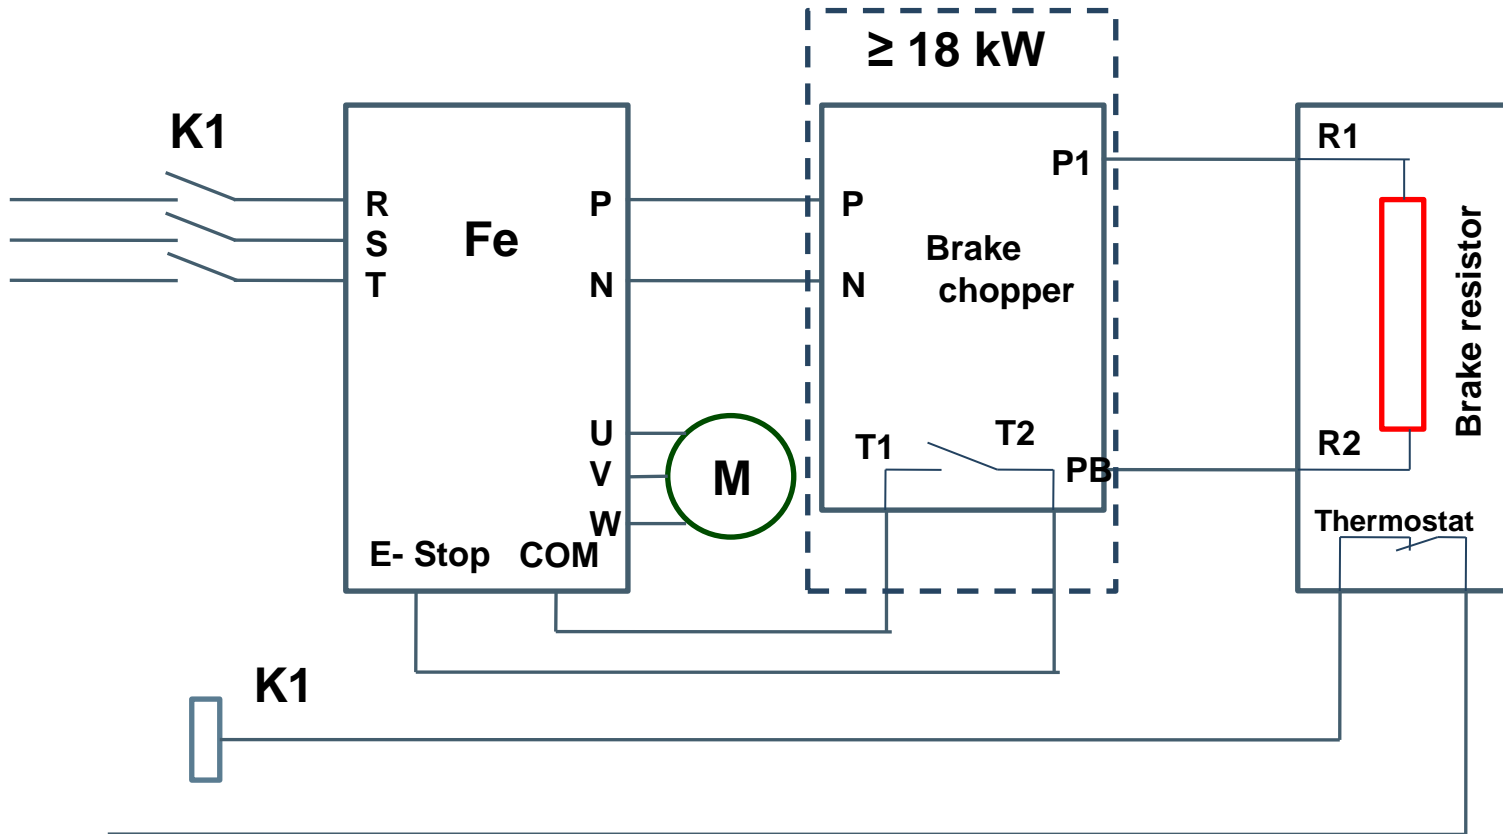 ≥ 18 kW
K1
R
S
T
Fe
P
N
U
V
W
E- Stop
COM
M
P
N
P1
Brake
chopper
T1
T2
PB
R1
R2
Brake resistor
Thermostat
K1